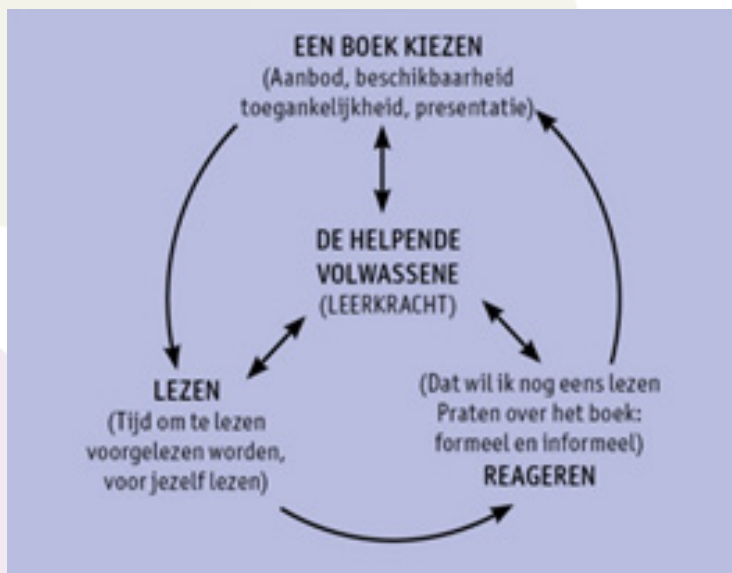 EEN BOEK KIEZEN
(Aanbod, beschikbaarheid
toegankelijkheid, presentatie)
DE HELPENDE
VOLWASSENE
(LEERKRACHT)
LEZEN
(Tijd om te lezen
voorgelezen worden,
voor jezelf lezen)
(Dat wil ik nog eens lezen
Praten over het boek:
formeel en informeel)
REAGEREN